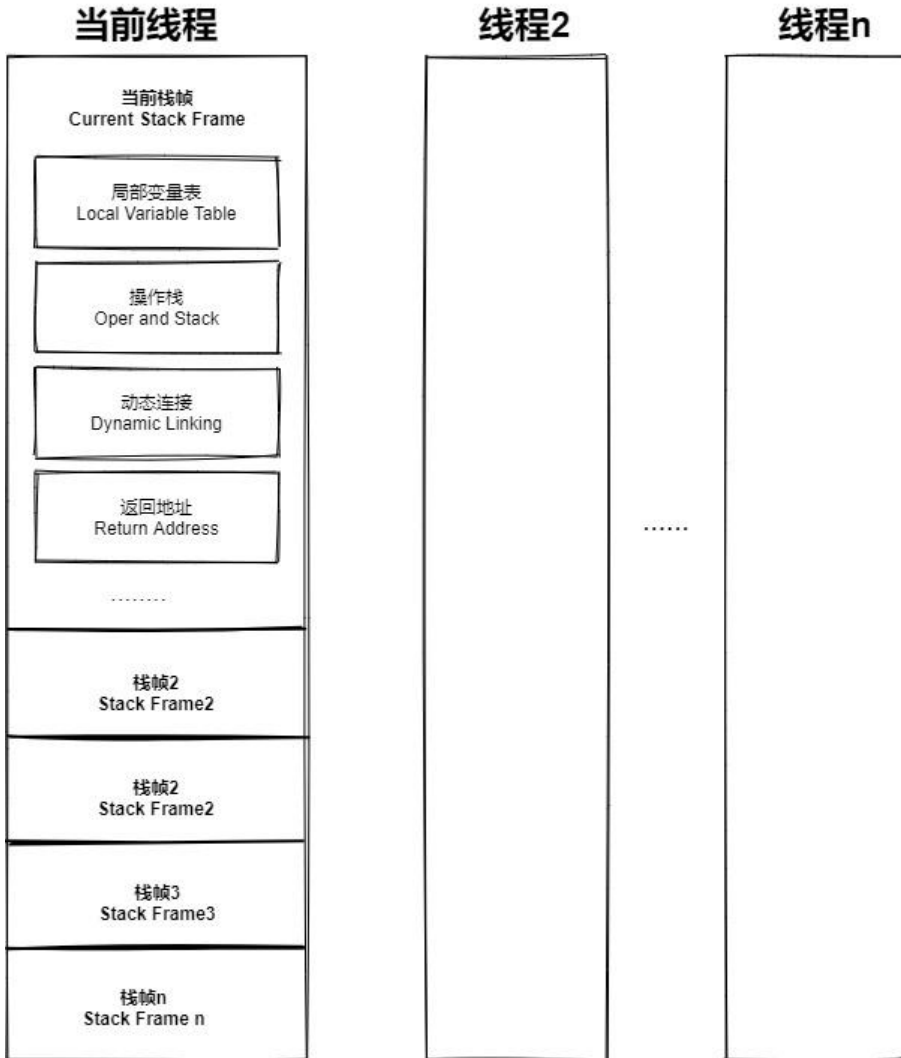 当前线程
线程2
线程n
当前栈帧
Current Stack Frame
局部变量表
Local Variable Table
操作栈
Oper and Stack
动态连接
Dynamic Linking
返回地址
Return Address
........
......
栈帧2
Stack Frame2
栈帧2
Stack Frame2
栈帧3
Stack Frame3
栈帧n
Stack Frame n